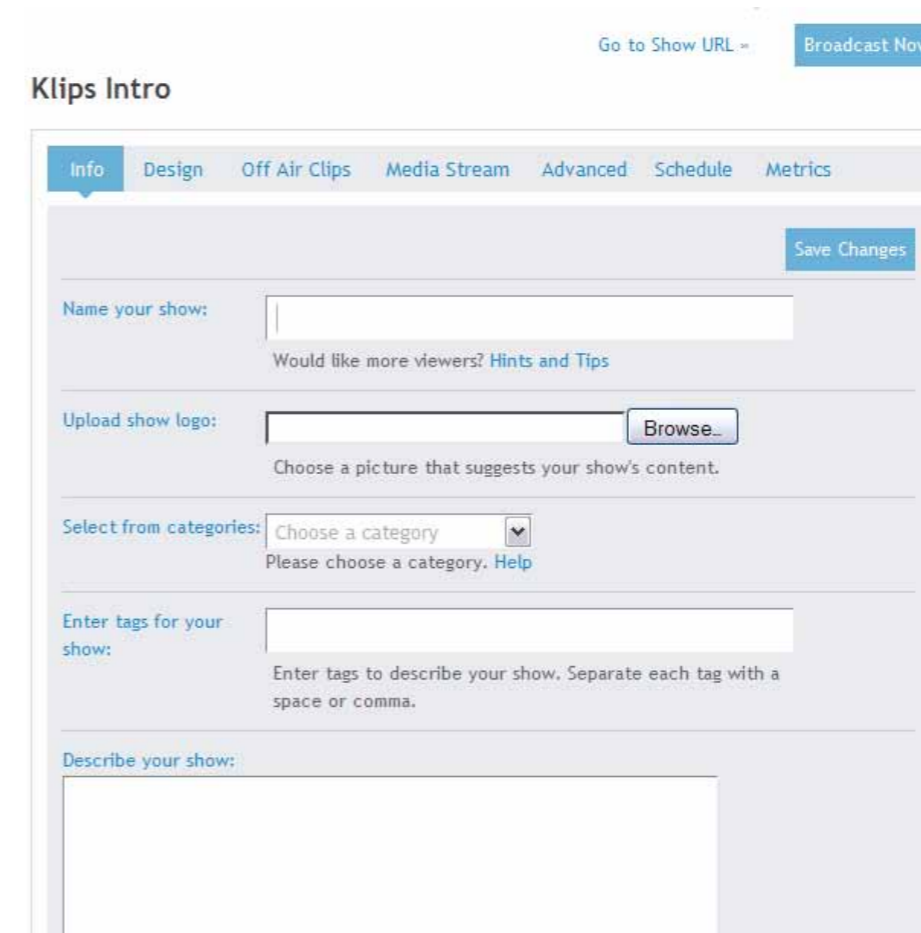 Go to Show URL »
Broadcast Nov
Klips Intro
Info Design Off Air Clips Media Stream Advanced Schedule Metrics
Save Changes
Name your show:
Would like more viewers? Hints and Tips
Upload show logo:
Browse...
Choose a picture that suggests your show's content.
Select from categories:
Choose a category
Please choose a category. Help
Enter tags for your
show:
Enter tags to describe your show. Separate each tag with a
space or comma.
Describe your show: